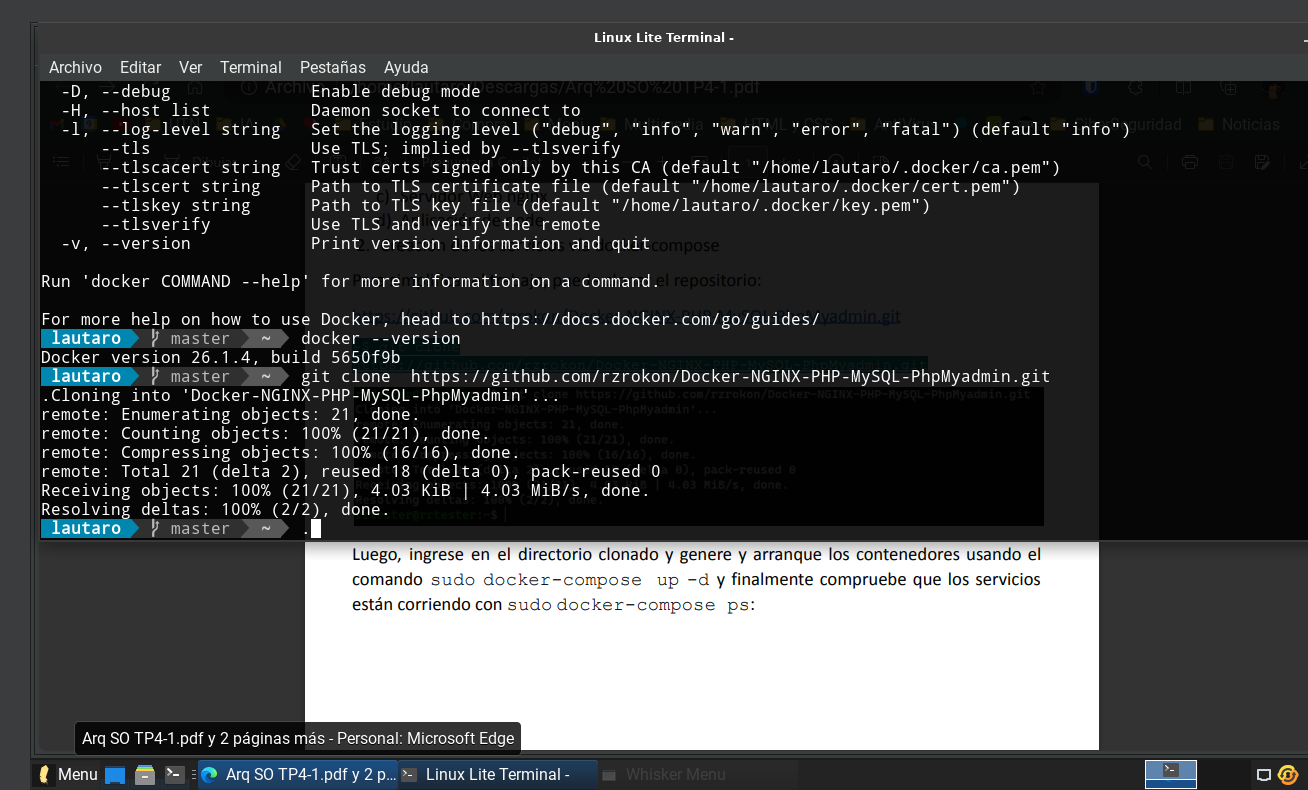 Linux Lite Terminal -
Archivo Editar Ver Terminal Pestañas Ayuda
-D, --debug Enable debug mode
-H, --host list Daemon socket to connect to
-l, --log-level string Set the logging level ("debug", "info", "warn", "error", "fatal") (default "info")
--tls Use TLS; implied by --tlsverify
--tlscacert string Trust certs signed only by this CA (default "/home/lautaro/.docker/ca.pem")
--tlscert string Path to TLS certificate file (default "/home/lautaro/.docker/cert.pem")
--tlskey string Path to TLS key file (default "/home/lautaro/.docker/key.pem")
--tlsverify Use TLS and verify the remote
-v, --version Print version information and quit
Run 'docker COMMAND --help' for more information on a command.
For more help on how to use Docker, head to https://docs.docker.com/go/guides/
lautaro master ~ docker --version
Docker version 26.1.4, build 5650f9b
lautaro master ~ git clone  https://github.com/rzrokon/Docker-NGINX-PHP-MySQL-PhpMyadmin.git
.Cloning into 'Docker-NGINX-PHP-MySQL-PhpMyadmin'...
remote: Enumerating objects: 21, done.
remote: Counting objects: 100% (21/21), done.
remote: Compressing objects: 100% (16/16), done.
remote: Total 21 (delta 2), reused 18 (delta 0), pack-reused 0
Receiving objects: 100% (21/21), 4.03 KiB | 4.03 MiB/s, done.
Resolving deltas: 100% (2/2), done.
lautaro master ~ .
Luego, ingrese en el directorio clonado y genere y arranque los contenedores usando el
comando sudo docker-compose up -d y finalmente compruebe que los servicios
están corriendo con sudo docker-compose ps:
Arq SO TP4-1.pdf y 2 páginas más - Personal: Microsoft Edge
Menu Arq SO TP4-1.pdf y 2 p... Linux Lite Terminal - Whisker Menu